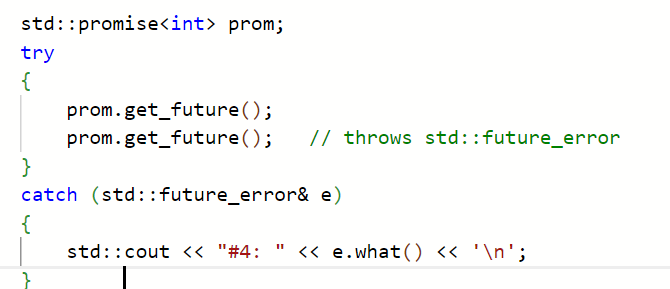 std::promise<int> prom;
try
{
    prom.get_future();
    prom.get_future();   // throws std::future_error
}
catch (std::future_error& e)
{
    std::cout << "#4: " << e.what() << '\n';
}